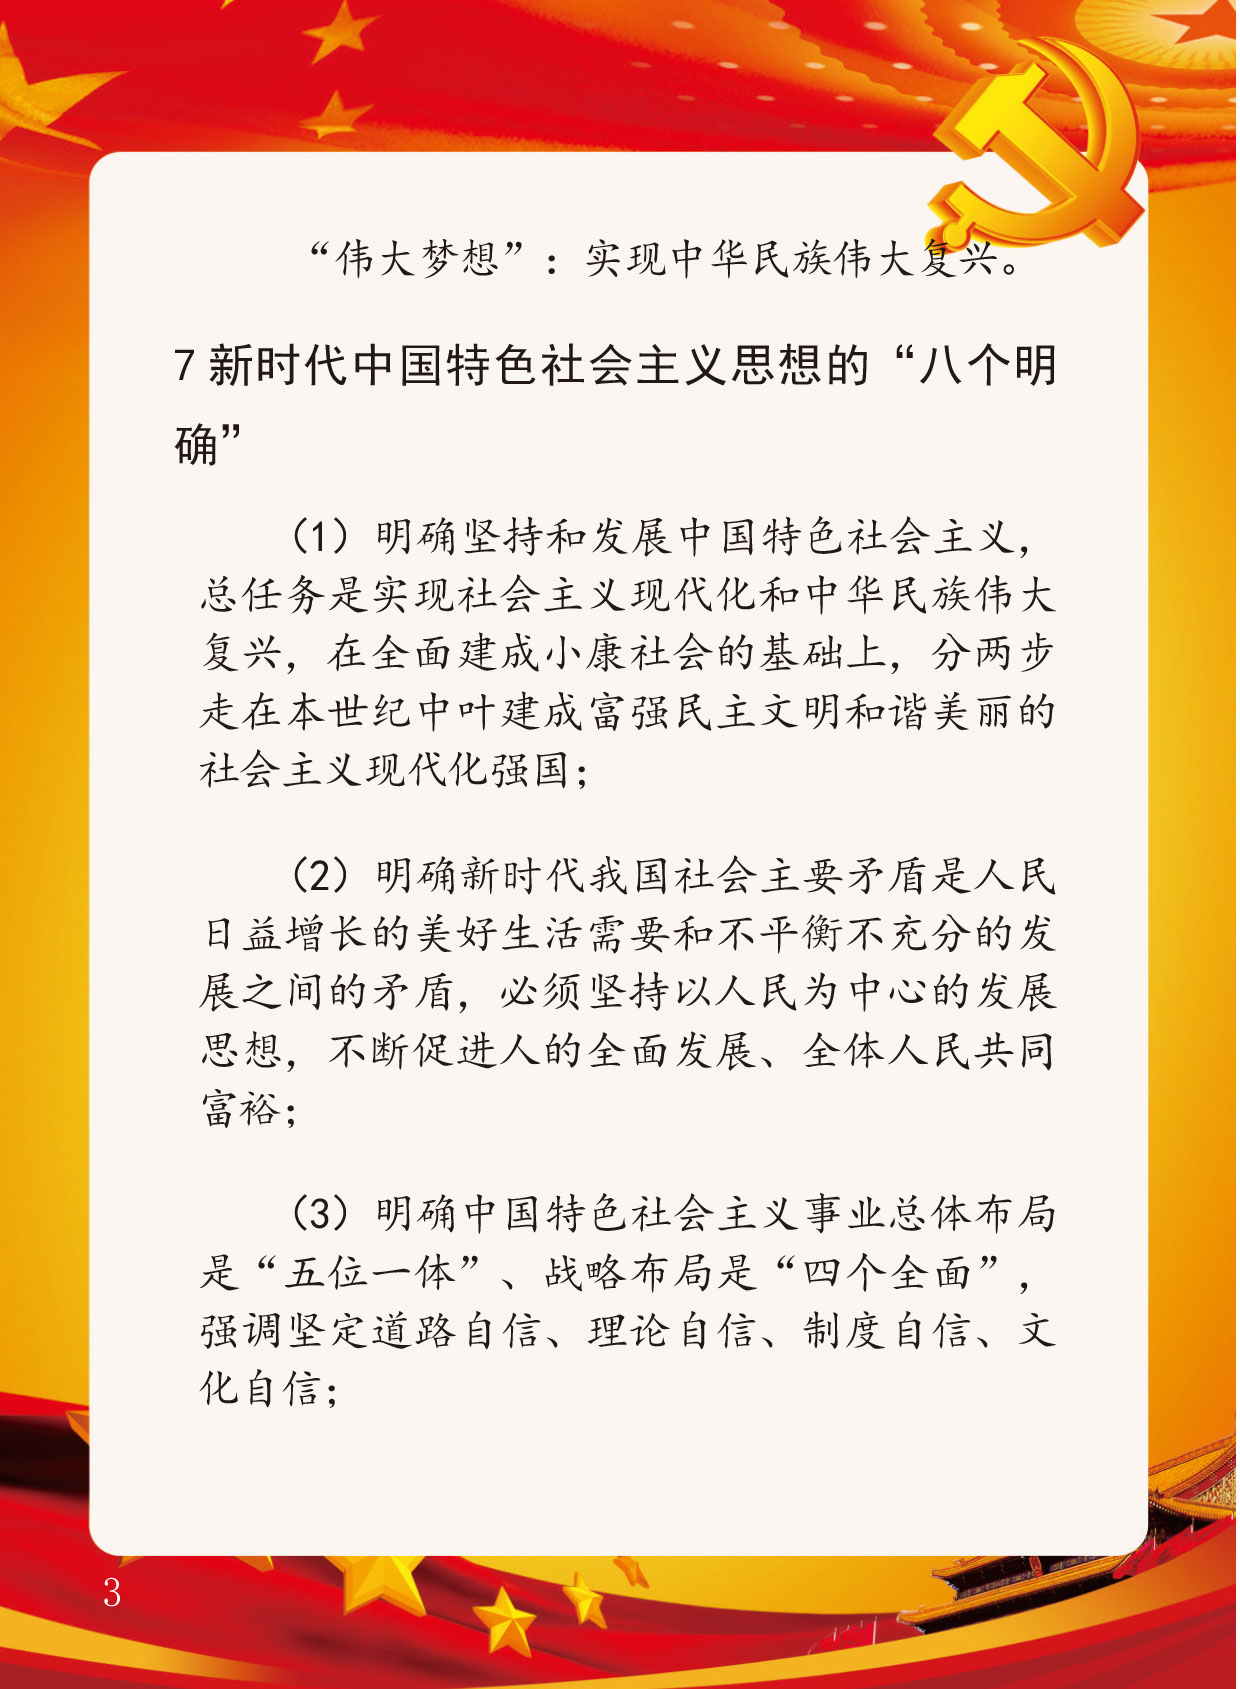 “伟大梦想”：实现中华民族伟大复兴。
7 新时代中国特色社会主义思想的“八个明
确”
（1）明确坚持和发展中国特色社会主义，
总任务是实现社会主义现代化和中华民族伟大
复兴，在全面建成小康社会的基础上，分两步
走在本世纪中叶建成富强民主文明和谐美丽的
社会主义现代化强国；
（2）明确新时代我国社会主要矛盾是人民
日益增长的美好生活需要和不平衡不充分的发
展之间的矛盾，必须坚持以人民为中心的发展
思想，不断促进人的全面发展、全体人民共同
富裕；
（3）明确中国特色社会主义事业总体布局
是“五位一体”、战略布局是“四个全面”，
强调坚定道路自信、理论自信、制度自信、文
化自信；
3